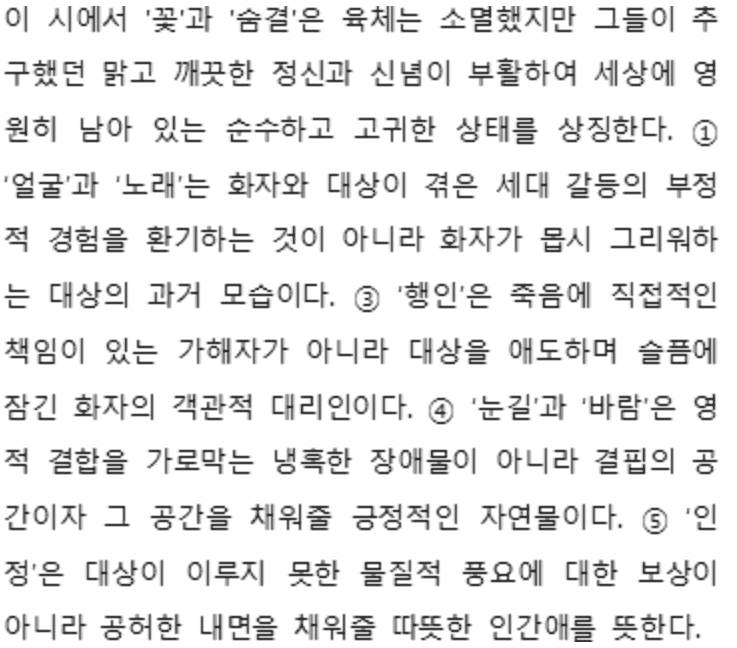 이 시에서 '꽃'과 '숨결'은 육체는 소멸했지만 그들이 추
구했던 맑고 깨끗한 정신과 신념이 부활하여 세상에 영
원히 남아 있는 순수하고 고귀한 상태를 상징한다. ①
'얼굴'과 '노래'는 화자와 대상이 겪은 세대 갈등의 부정
적 경험을 환기하는 것이 아니라 화자가 몹시 그리워하
는 대상의 과거 모습이다. ③ '행인'은 죽음에 직접적인
책임이 있는 가해자가 아니라 대상을 애도하며 슬픔에
잠긴 화자의 객관적 대리인이다. ④ '눈길'과 '바람'은 영
적 결합을 가로막는 냉혹한 장애물이 아니라 결핍의 공
간이자 그 공간을 채워줄 긍정적인 자연물이다. ⑤ '인
정'은 대상이 이루지 못한 물질적 풍요에 대한 보상이
아니라 공허한 내면을 채워줄 따뜻한 인간애를 뜻한다.